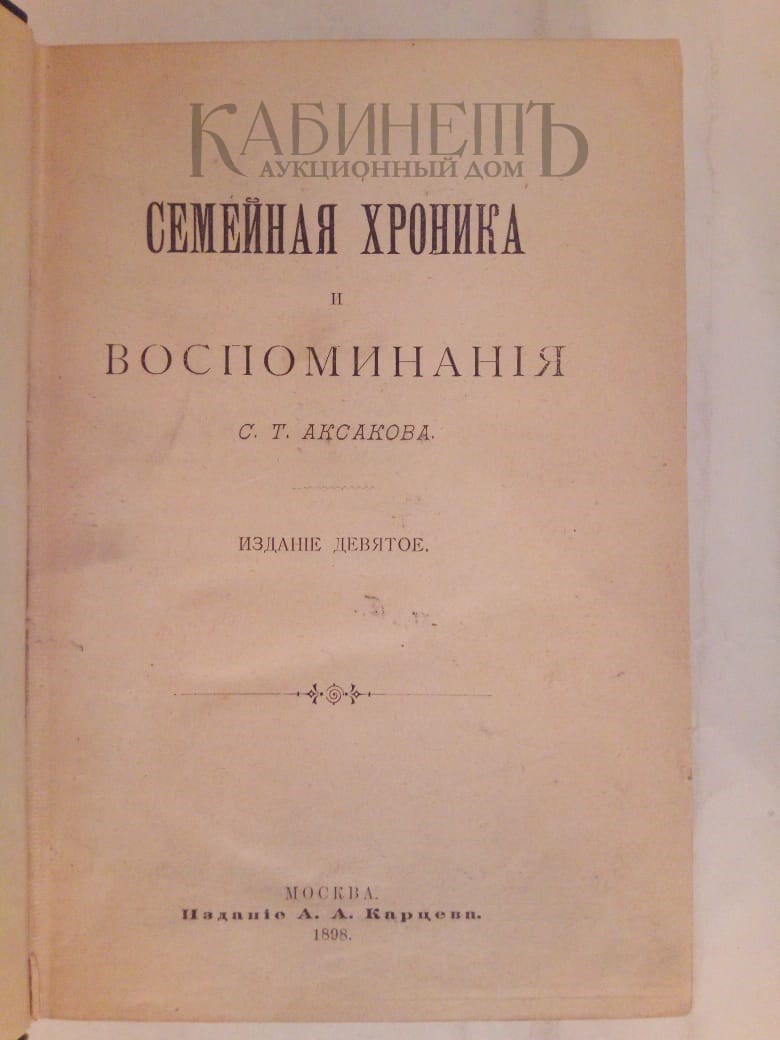 КАБИНЕТЪ
АУКЦИОННЫЙ ДОМ
СЕМЕЙНАЯ ХРОНИКА
И
ВОСПОМИНАНІЯ
С. Т. АКСАКОВА.
ИЗДАНІЕ ДЕВЯТОЕ.
МОСКВА.
Изданіе А. А. Карцева.
1898.